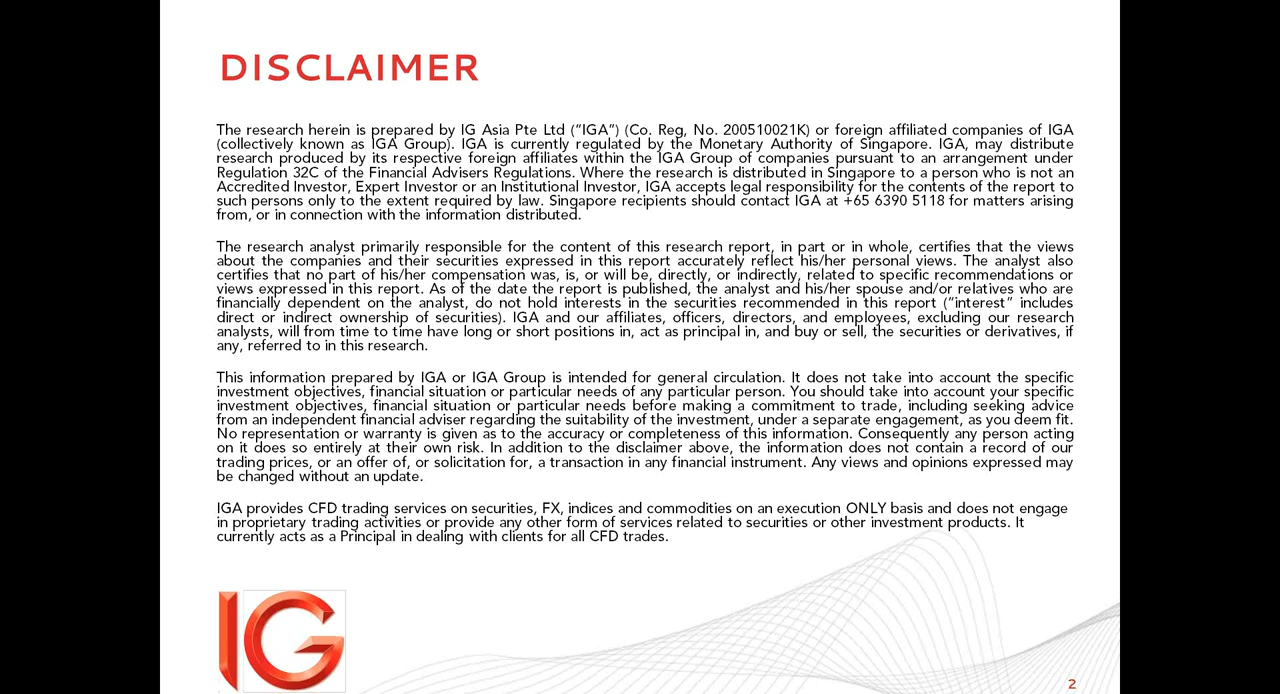 DISCLAIMER
The research herein is prepared by IG Asia Pte Ltd (“IGA”) (Co. Reg, No. 200510021K) or foreign affiliated companies of IGA
(collectively known as IGA Group). IGA is currently regulated by the Monetary Authority of Singapore. IGA, may distribute
research produced by its respective foreign affiliates within the IGA Group of companies pursuant to an arrangement under
Regulation 32C of the Financial Advisers Regulations. Where the research is distributed in Singapore to a person who is not an
Accredited Investor, Expert Investor or an Institutional Investor, IGA accepts legal responsibility for the contents of the report to
such persons only to the extent required by law. Singapore recipients should contact IGA at +65 6390 5118 for matters arising
from, or in connection with the information distributed.
The research analyst primarily responsible for the content of this research report, in part or in whole, certifies that the views
about the companies and their securities expressed in this report accurately reflect his/her personal views. The analyst also
certifies that no part of his/her compensation was, is, or will be, directly, or indirectly, related to specific recommendations or
views expressed in this report. As of the date the report is published, the analyst and his/her spouse and/or relatives who are
financially dependent on the analyst, do not hold interests in the securities recommended in this report (“interest” includes
direct or indirect ownership of securities). IGA and our affiliates, officers, directors, and employees, excluding our research
analysts, will from time to time have long or short positions in, act as principal in, and buy or sell, the securities or derivatives, if
any, referred to in this research.
This information prepared by IGA or IGA Group is intended for general circulation. It does not take into account the specific
investment objectives, financial situation or particular needs of any particular person. You should take into account your specific
investment objectives, financial situation or particular needs before making a commitment to trade, including seeking advice
from an independent financial adviser regarding the suitability of the investment, under a separate engagement, as you deem fit.
No representation or warranty is given as to the accuracy or completeness of this information. Consequently any person acting
on it does so entirely at their own risk. In addition to the disclaimer above, the information does not contain a record of our
trading prices, or an offer of, or solicitation for, a transaction in any financial instrument. Any views and opinions expressed may
be changed without an update.
IGA provides CFD trading services on securities, FX, indices and commodities on an execution ONLY basis and does not engage
in proprietary trading activities or provide any other form of services related to securities or other investment products. It
currently acts as a Principal in dealing with clients for all CFD trades.
IG
2